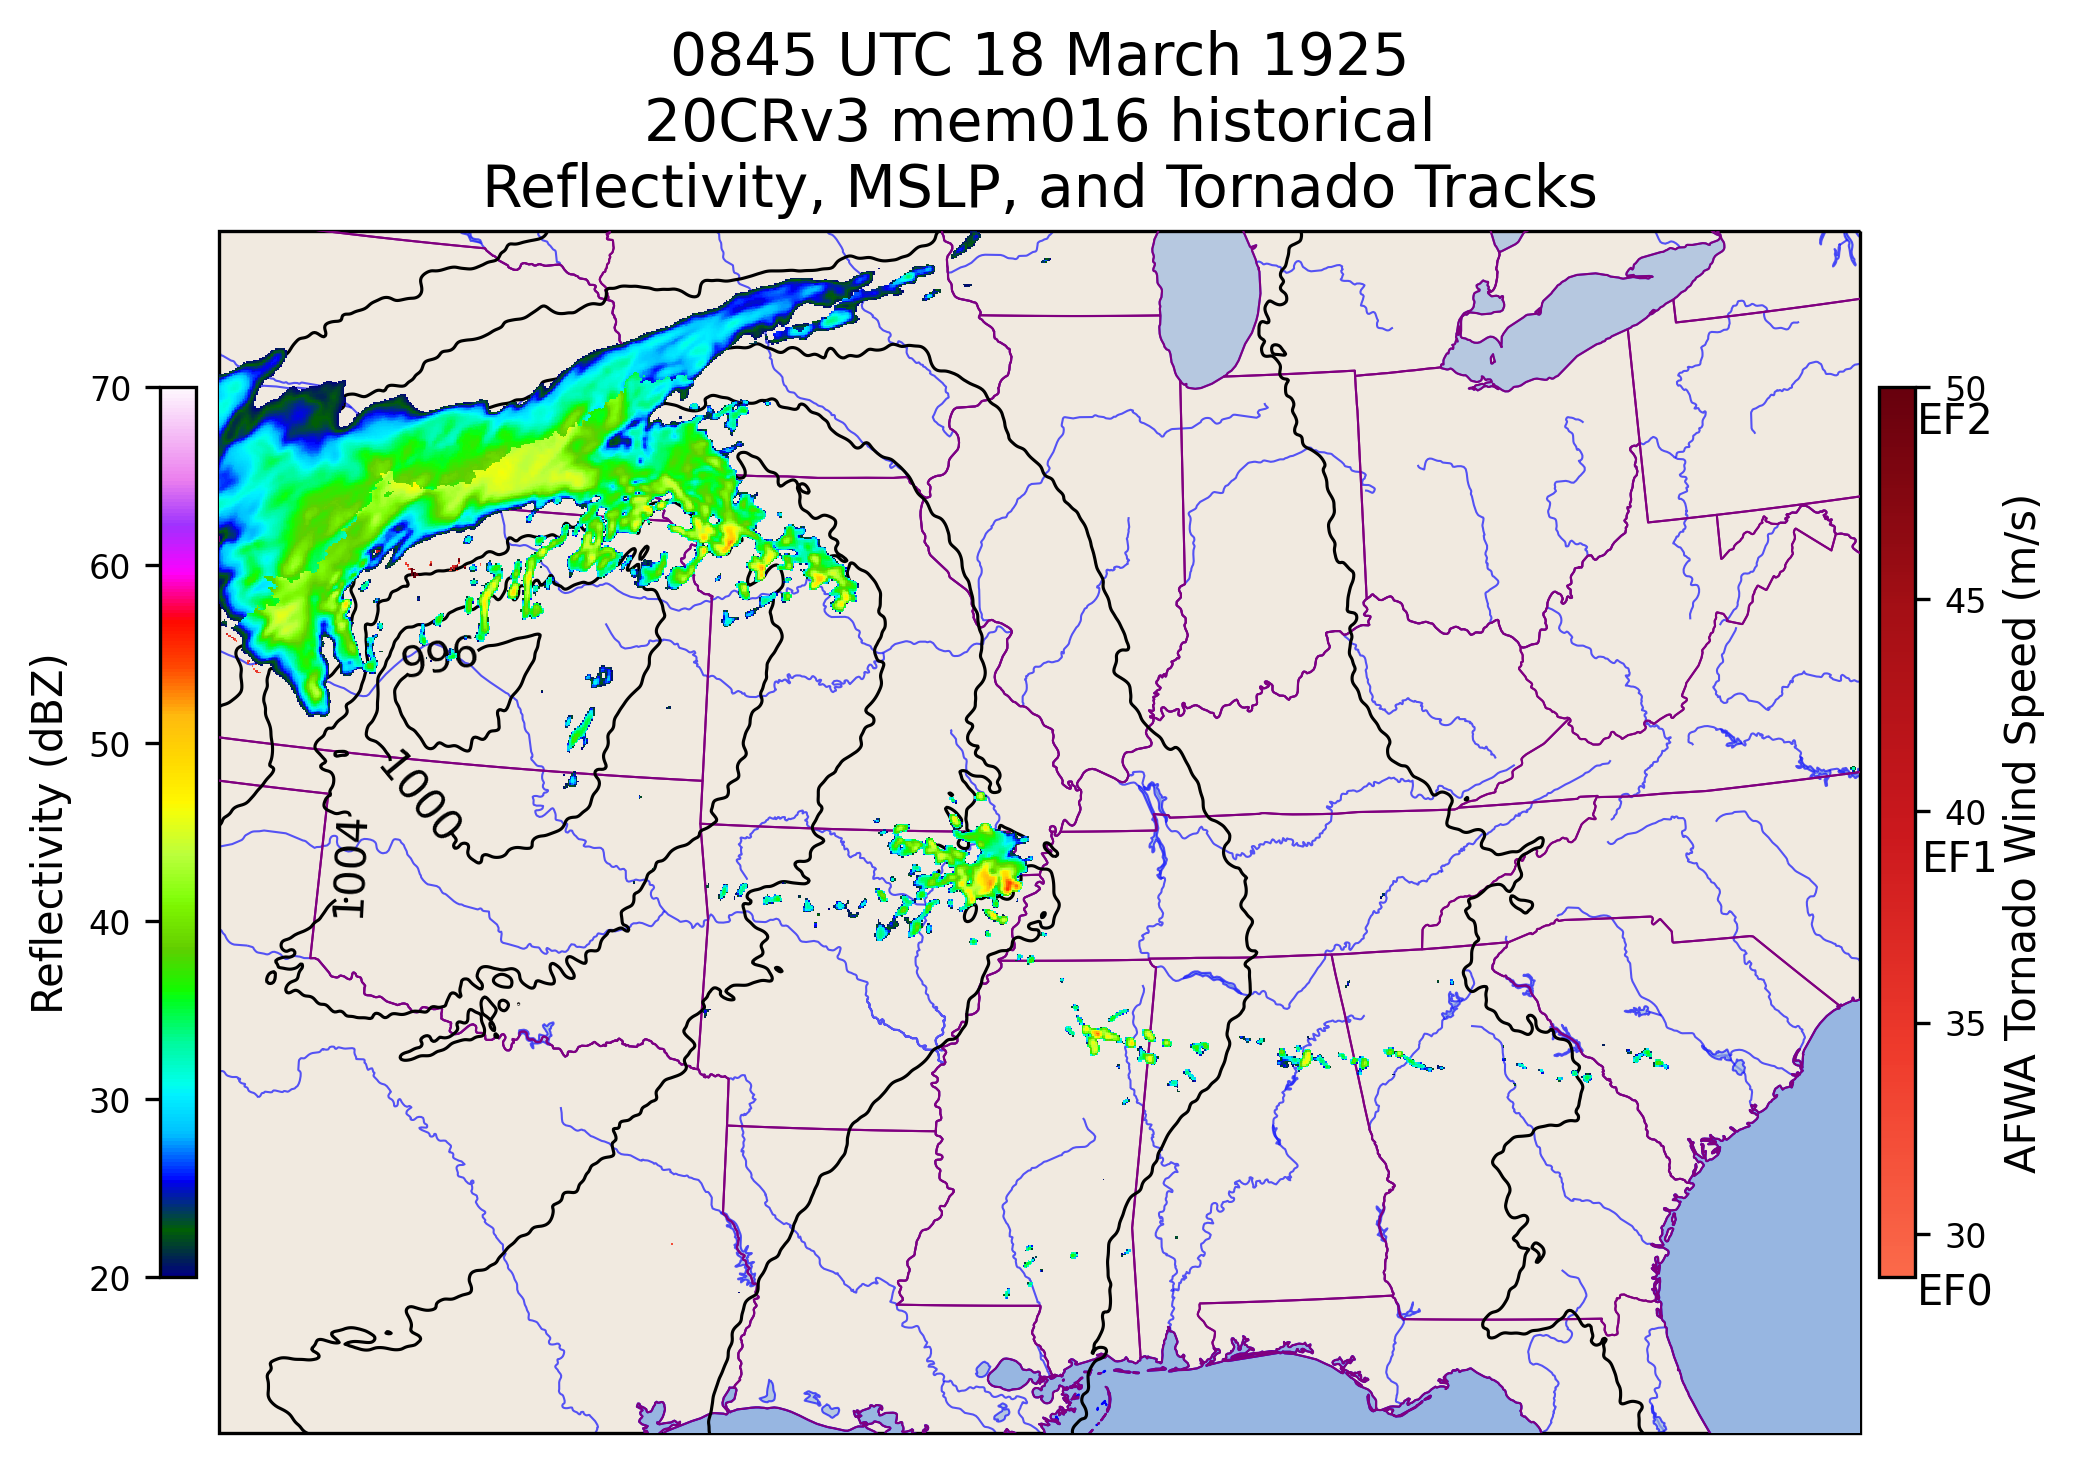 0845 UTC 18 March 1925
20CRv3 mem016 historical
Reflectivity, MSLP, and Tornado Tracks
70
60
50
40
30
20
Reflectivity (dBZ)
996
1000
1004
50
EF2
45
40
EF1
35
30
EF0
AFWA Tornado Wind Speed (m/s)